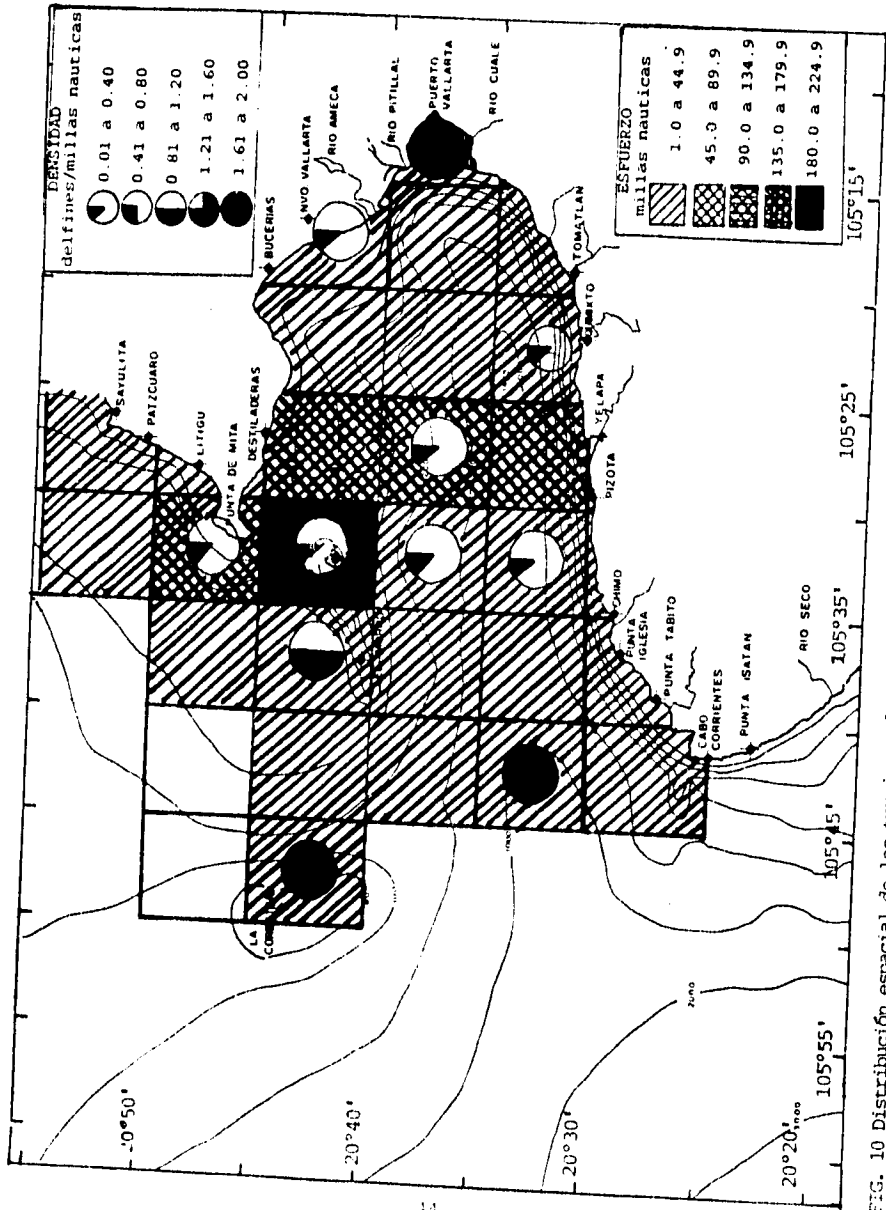 DENSIDAD
delfines/millas nauticas
0.01 a 0.40
0.41 a 0.80
0.81 a 1.20
1.21 a 1.60
1.61 a 2.00
ESFUERZO
millas nauticas
1.0 a 44.9
45.0 a 89.9
90.0 a 134.9
135.0 a 179.9
180.0 a 224.9
SAYULITA
PATZCUARO
LITIGU
PUNTA DE MITA
DESTILADERAS
BUCERIAS
NVO VALLARTA
RIO AMECA
RIO PITILLAL
PUERTO
VALLARTA
RIO CUALE
TOMATLAN
YELAPA
PIZOTA
CHIMO
PUNTA
IGLESIA
PUNTA TABITO
CABO
CORRIENTES
PUNTA ISATAN
RIO SECO
LA
20°50'
20°40'
20°30'
20°20'
105°55'
105°45'
105°35'
105°25'
105°15'
FIG. 10 Distribución espacial de